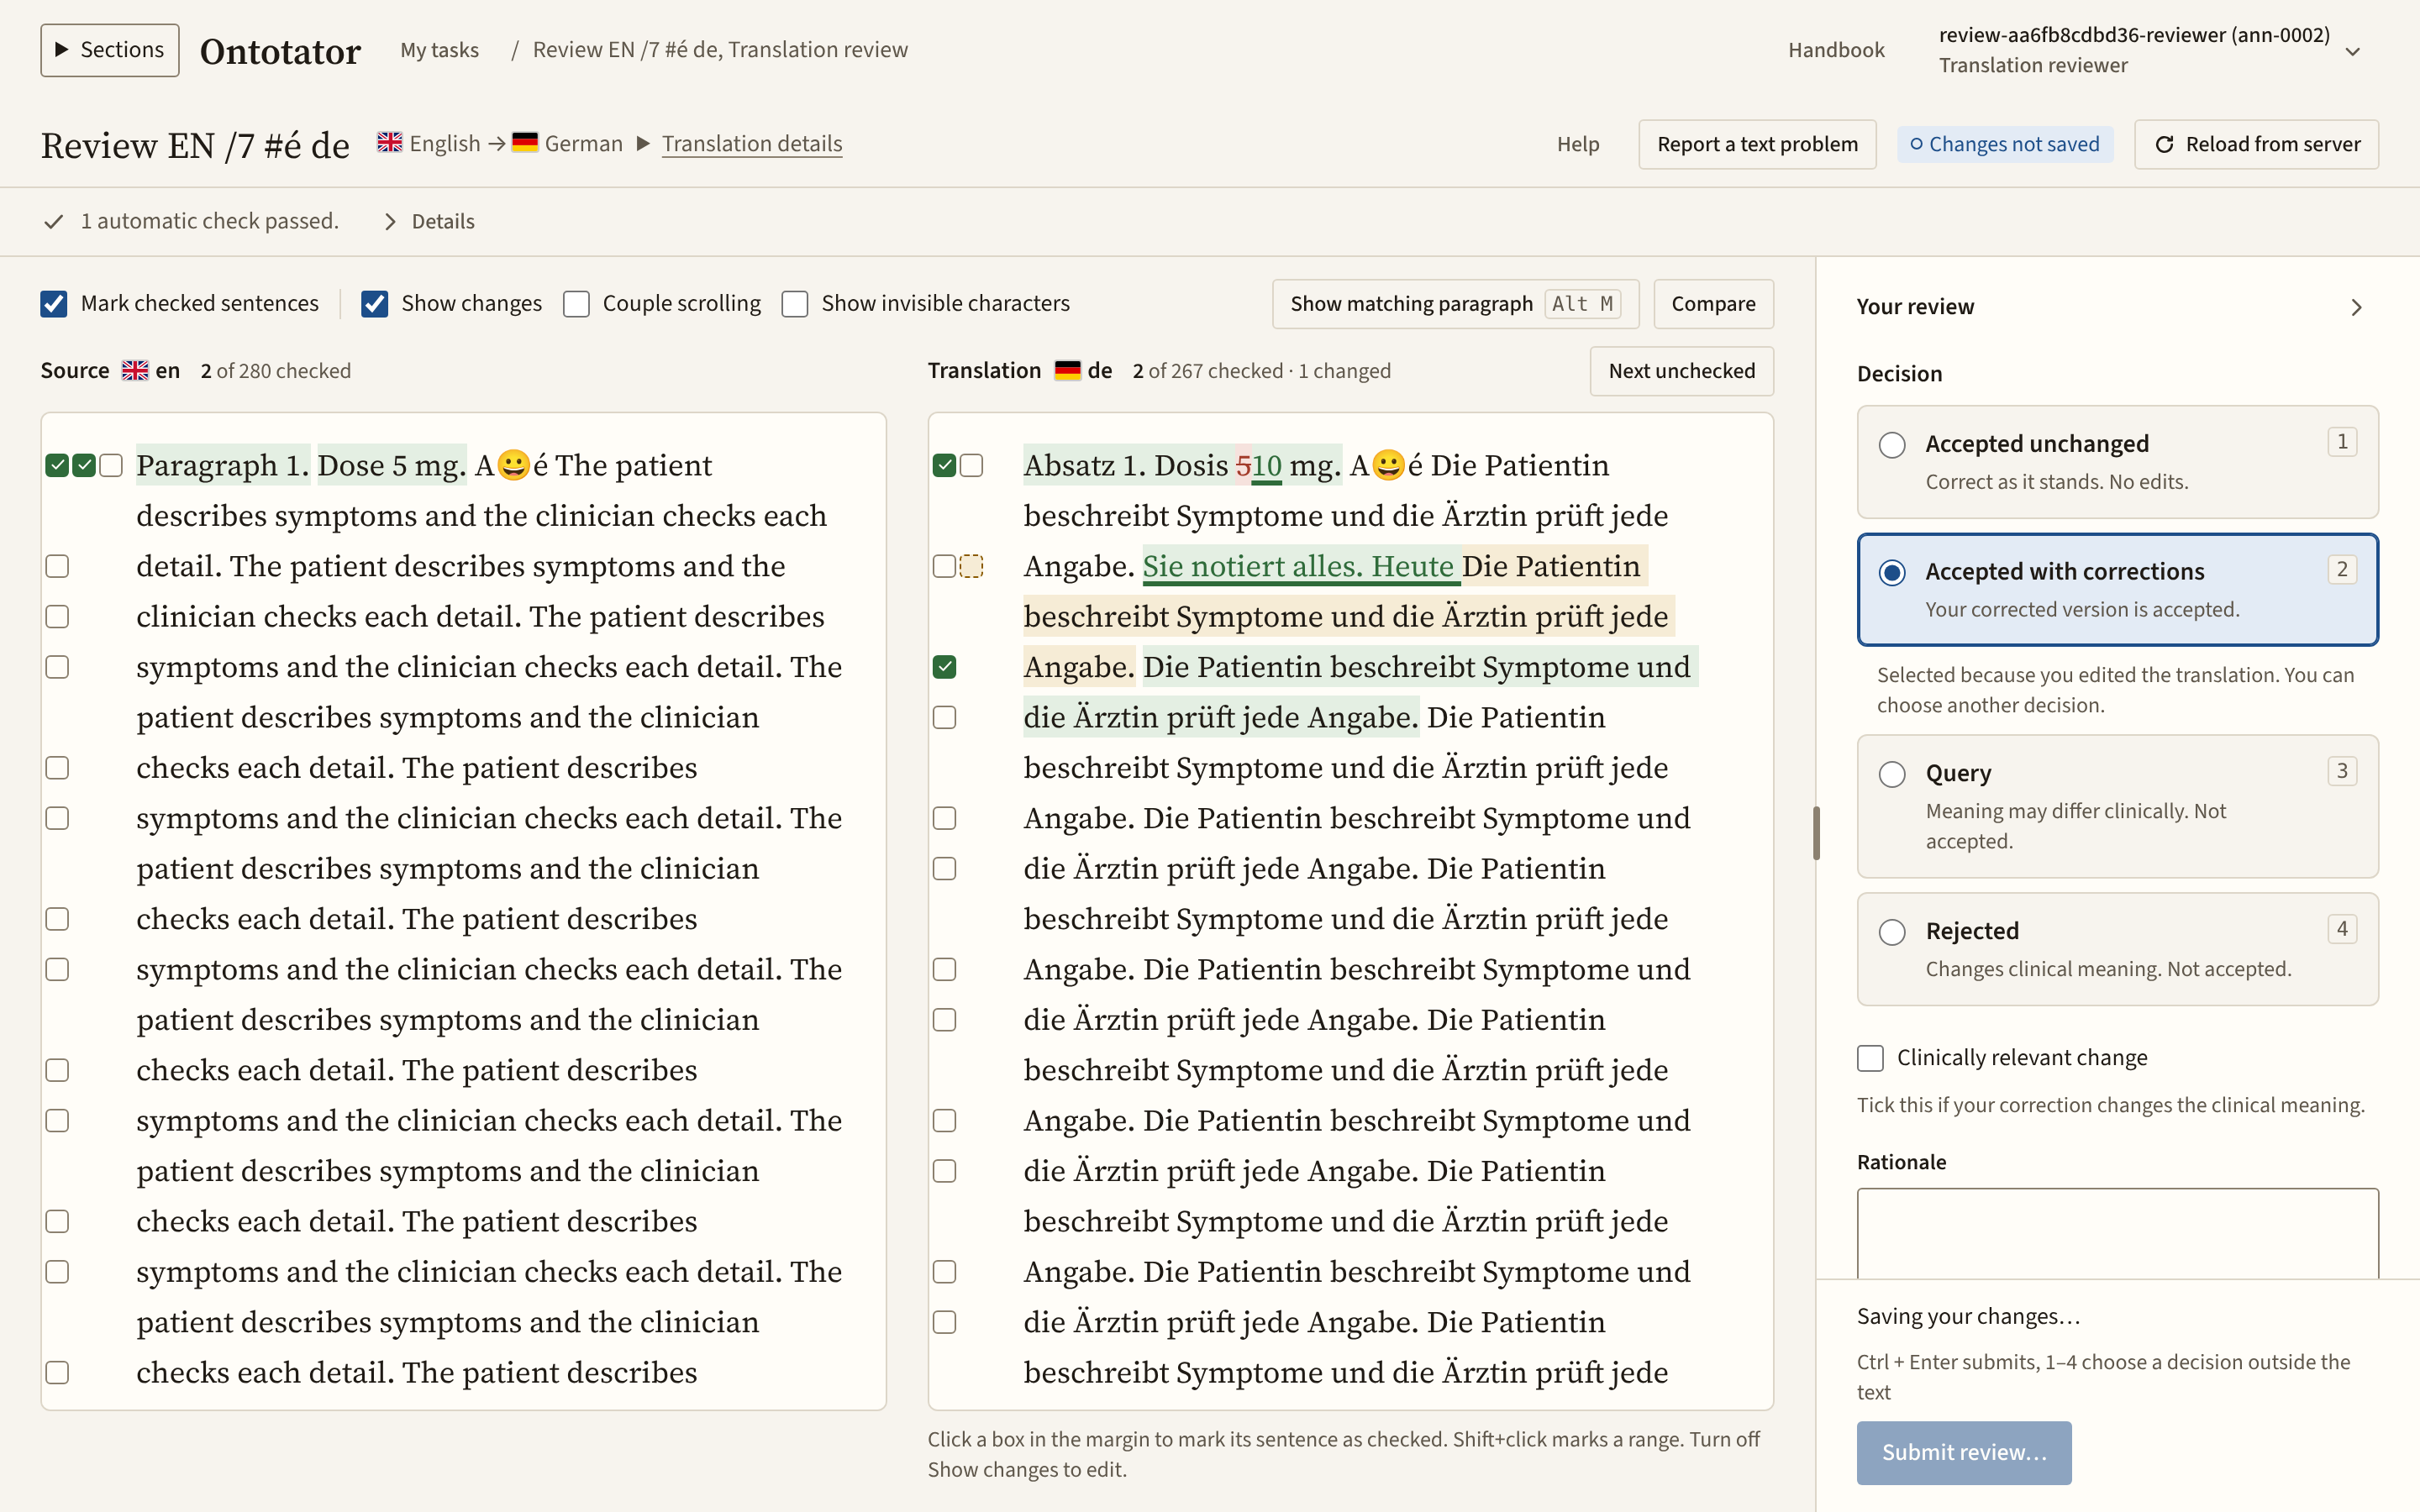 Sections
Ontotator
My tasks / Review EN /7 #é de, Translation review
Handbook
review-aa6fb8cdbd36-reviewer (ann-0002)
Translation reviewer
Review EN /7 #é de
English → German
Translation details
Help
Report a text problem
Changes not saved
Reload from server
1 automatic check passed.
Details
Mark checked sentences
Show changes
Couple scrolling
Show invisible characters
Show matching paragraph Alt M
Compare
Source en 2 of 280 checked
Paragraph 1. Dose 5 mg. A😀é The patient
describes symptoms and the clinician checks each
detail. The patient describes symptoms and the
clinician checks each detail. The patient describes
symptoms and the clinician checks each detail. The
patient describes symptoms and the clinician
checks each detail. The patient describes
symptoms and the clinician checks each detail. The
patient describes symptoms and the clinician
checks each detail. The patient describes
symptoms and the clinician checks each detail. The
patient describes symptoms and the clinician
checks each detail. The patient describes
symptoms and the clinician checks each detail. The
patient describes symptoms and the clinician
checks each detail. The patient describes
symptoms and the clinician checks each detail. The
patient describes symptoms and the clinician
checks each detail. The patient describes
Translation de 2 of 267 checked · 1 changed
Next unchecked
Absatz 1. Dosis 510 mg. A😀é Die Patientin
beschreibt Symptome und die Ärztin prüft jede
Angabe. Sie notiert alles. Heute Die Patientin
beschreibt Symptome und die Ärztin prüft jede
Angabe. Die Patientin beschreibt Symptome und
die Ärztin prüft jede Angabe. Die Patientin
beschreibt Symptome und die Ärztin prüft jede
Angabe. Die Patientin beschreibt Symptome und
die Ärztin prüft jede Angabe. Die Patientin
beschreibt Symptome und die Ärztin prüft jede
Angabe. Die Patientin beschreibt Symptome und
die Ärztin prüft jede Angabe. Die Patientin
beschreibt Symptome und die Ärztin prüft jede
Angabe. Die Patientin beschreibt Symptome und
die Ärztin prüft jede Angabe. Die Patientin
beschreibt Symptome und die Ärztin prüft jede
Angabe. Die Patientin beschreibt Symptome und
die Ärztin prüft jede Angabe. Die Patientin
beschreibt Symptome und die Ärztin prüft jede
Click a box in the margin to mark its sentence as checked. Shift+click marks a range. Turn off
Show changes to edit.
Your review
Decision
Accepted unchanged 1
Correct as it stands. No edits.
Accepted with corrections 2
Your corrected version is accepted.
Selected because you edited the translation. You can
choose another decision.
Query 3
Meaning may differ clinically. Not
accepted.
Rejected 4
Changes clinical meaning. Not accepted.
Clinically relevant change
Tick this if your correction changes the clinical meaning.
Rationale
Saving your changes…
Ctrl + Enter submits, 1–4 choose a decision outside the
text
Submit review…